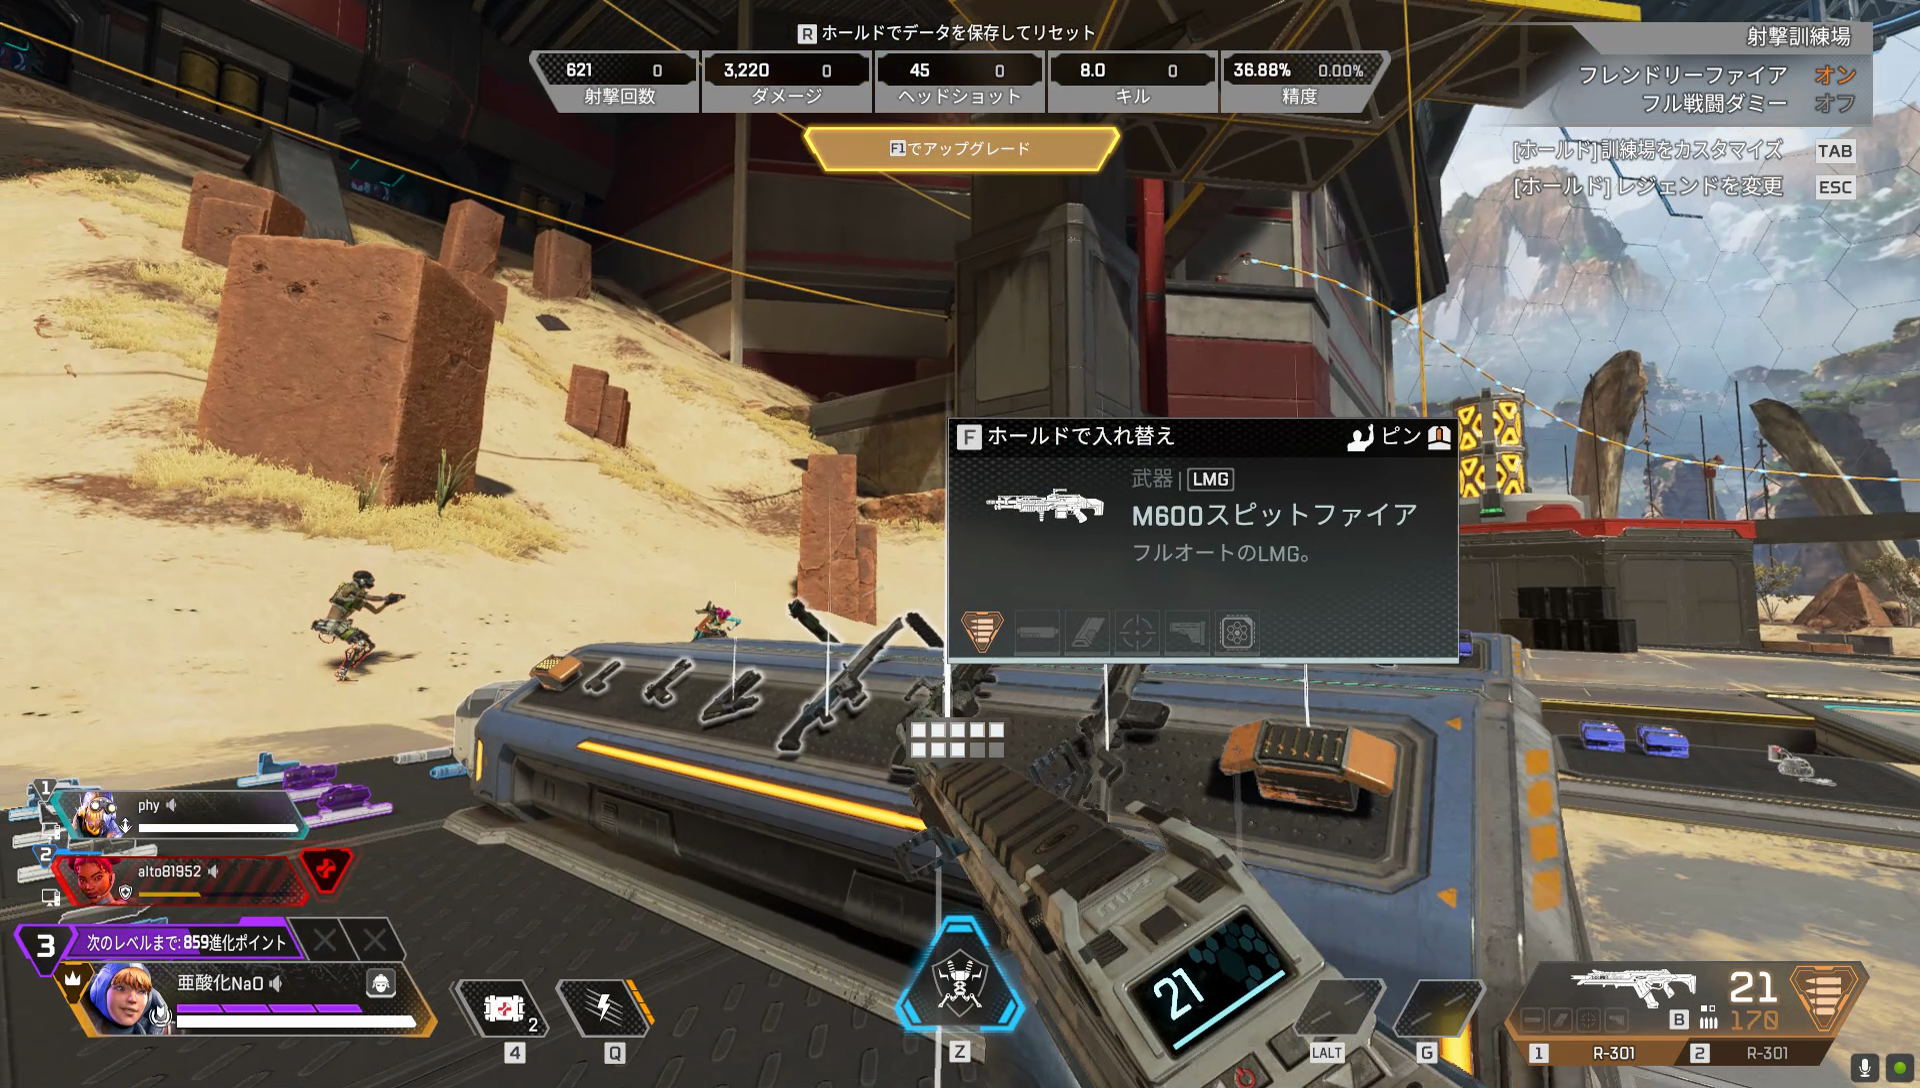 R ホールドでデータを保存してリセット
621 0
射撃回数
3,220 0
ダメージ
45 0
ヘッドショット
8.0 0
キル
36.88% 0.00%
精度
F1でアップグレード
射撃訓練場
フレンドリーファイア オン
フル戦闘ダミー オフ
[ホールド]訓練場をカスタマイズ TAB
[ホールド]レジェンドを変更 ESC
F ホールドで入れ替え ピン
武器 | LMG
M600スピットファイア
フルオートのLMG。
1
phy
2
alto81952
3
次のレベルまで:859進化ポイント
亜酸化NaO
2
4
Q
Z
21
LALT
G
21
B 170
1 R-301
2 R-301